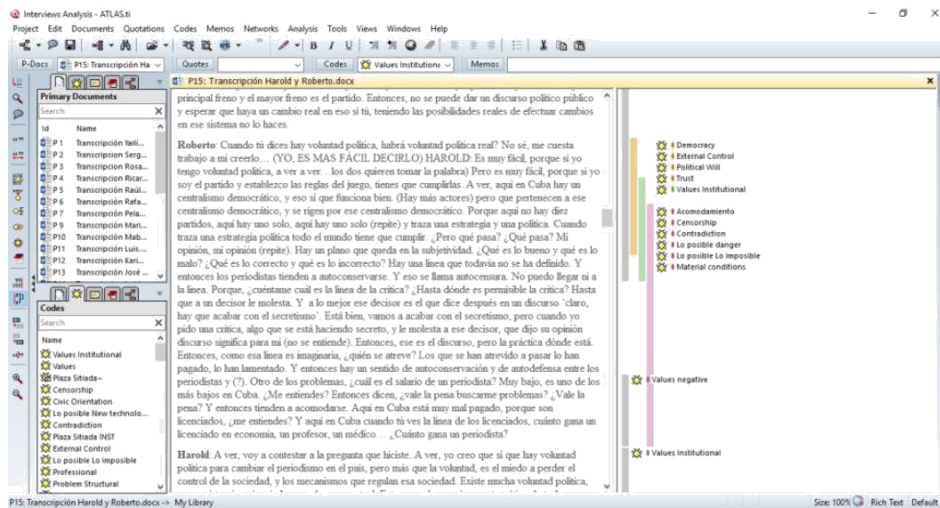 Interviews Analysis - ATLAS.ti
Project Edit Documents Quotations Codes Memos Networks Analysis Tools Views Windows Help
P-Docs P15: Transcripción Ha Quotes Codes Values Institutiona Memos
P15: Transcripción Harold y Roberto.docx
Primary Documents
Search
Id Name
P 1 Transcripción Yaili...
P 2 Transcripcion Serg...
P 3 Transcripcion Rosa...
P 4 Transcripcion Ricar...
P 5 Transcripcion Raúl...
P 6 Transcripcion Rafa...
P 7 Transcripcion Pela...
P 9 Transcripcion Mari...
P10 Transcripcion Mab...
P11 Transcripcion Luis....
P12 Transcripcion Kari...
P13 Transcripcion José ...
Codes
Search
Name
Values Institutional
Values
Plaza Sitiada~
Censorship
Civic Orientation
Lo posible New technolo...
Contradiction
Plaza Sitiada INST
External Control
Lo posible Lo imposible
Professional
Problem Structural
principal freno y el mayor freno es el partido. Entonces, no se puede dar un discurso político público
y esperar que haya un cambio real en eso si tú, teniendo las posibilidades reales de efectuar cambios
en ese sistema no lo haces.
Roberto: Cuando tú dices hay voluntad política, habrá voluntad política real? No sé, me cuesta
trabajo a mi creerlo… (YO, ES MAS FÁCIL DECIRLO) HAROLD: Es muy fácil, porque si yo
tengo voluntad política, a ver a ver…los dos quieren tomar la palabra) Pero es muy fácil, porque si yo
soy el partido y establezco las reglas del juego, tienes que cumplirlas. A ver, aquí en Cuba hay un
centralismo democrático, y eso sí que funciona bien. (Hay más actores) pero que pertenecen a ese
centralismo democrático, y se rigen por ese centralismo democrático. Porque aquí no hay diez
partidos, aquí hay uno solo, aquí hay uno solo (repite) y traza una estrategia y una política. Cuando
traza una estrategia política todo el mundo tiene que cumplir. ¿Pero qué pasa? ¿Qué pasa? Mi
opinión, mi opinión (repite). Hay un plano que queda en la subjetividad. ¿Qué es lo bueno y qué es lo
malo? ¿Qué es lo correcto y qué es lo incorrecto? Hay una línea que todavía no se ha definido. Y
entonces los periodistas tienden a autoconservarse. Y eso se llama autocensura. No puedo llegar ni a
la línea. Porque, ¿cuéntame cuál es la línea de la crítica? ¿Hasta dónde es permisible la crítica? Hasta
que a un decisor le molesta. Y a lo mejor ese decisor es el que dice después en un discurso ˋclaro,
hay que acabar con el secretismoˊ. Está bien, vamos a acabar con el secretismo, pero cuando yo
pido una crítica, algo que se está haciendo secreto, y le molesta a ese decisor, que dijo su opinión
discurso significa para mi (no se entiende). Entonces, ese es el discurso, pero la práctica dónde está.
Entonces, como esa línea es imaginaria, ¿quién se atreve? Los que se han atrevido a pasar lo han
pagado, lo han lamentado. Y entonces hay un sentido de autoconservación y de autodefensa entre los
periodistas y (?). Otro de los problemas, ¿cuál es el salario de un periodista? Muy bajo, es uno de los
más bajos en Cuba. ¿Me entiendes? Entonces dicen, ¿vale la pena buscarme problemas? ¿Vale la
pena? Y entonces tienden a acomodarse. Aquí en Cuba está muy mal pagado, porque son
licenciados, ¿me entiendes? Y aquí en Cuba cuando tú ves la línea de los licenciados, cuánto gana un
licenciado en economía, un profesor, un médico… ¿Cuánto gana un periodista?
Harold: A ver, voy a contestar a la pregunta que hiciste. A ver, yo creo que sí que hay voluntad
política para cambiar el periodismo en el país, pero más que la voluntad, es el miedo a perder el
control de la sociedad, y los mecanismos que regulan esa sociedad. Existe mucha voluntad política,
Democracy
External Control
Political Will
Trust
Values Institutional
Acomodamiento
Censorship
Contradiction
Lo posible danger
Lo posible Lo imposible
Material conditions
Values negative
Values Institutional
P15: Transcripción Harold y Roberto.docx -> My Library Size: 100% Rich Text Default